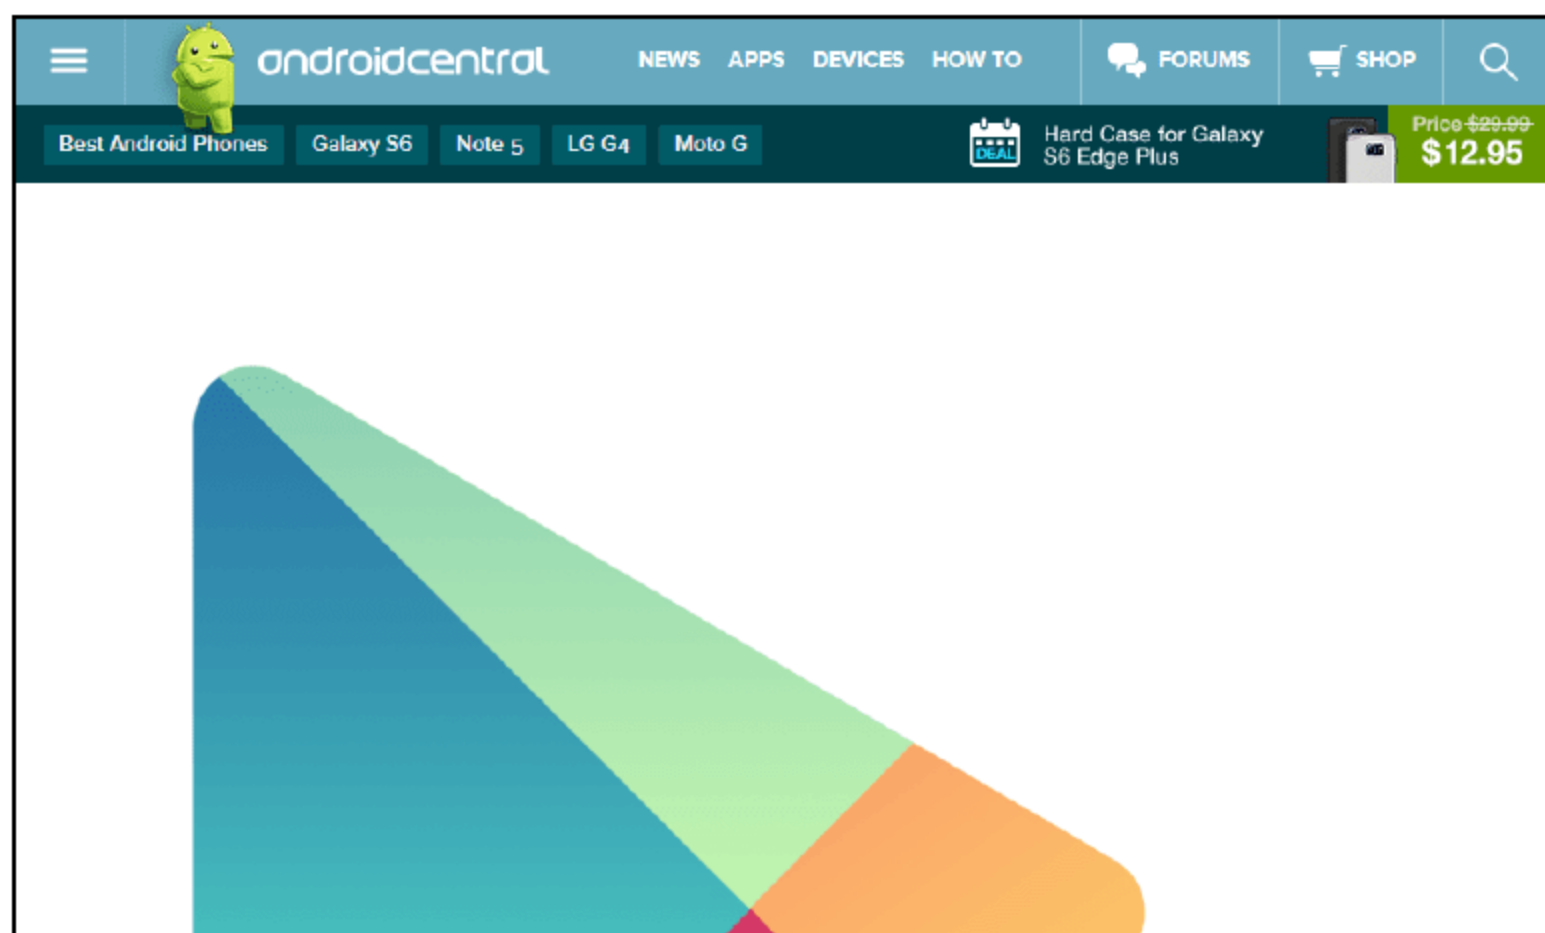 androidcentral NEWS APPS DEVICES HOW TO FORUMS SHOP
Best Android Phones Galaxy S6 Note 5 LG G4 Moto G
DEAL
Hard Case for Galaxy
S6 Edge Plus
Price $29.99
$12.95